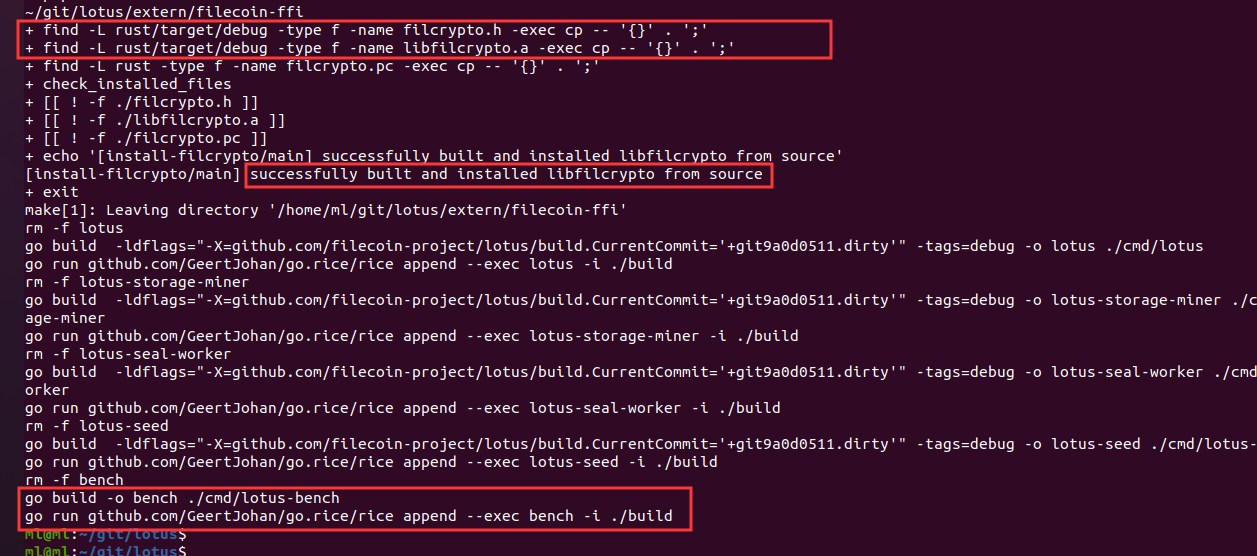 ~/git/lotus/extern/filecoin-ffi
+ find -L rust/target/debug -type f -name filcrypto.h -exec cp -- '{}' . ';'
+ find -L rust/target/debug -type f -name libfilcrypto.a -exec cp -- '{}' . ';'
+ find -L rust -type f -name filcrypto.pc -exec cp -- '{}' . ';'
+ check_installed_files
+ [[ ! -f ./filcrypto.h ]]
+ [[ ! -f ./libfilcrypto.a ]]
+ [[ ! -f ./filcrypto.pc ]]
+ echo '[install-filcrypto/main] successfully built and installed libfilcrypto from source'
[install-filcrypto/main] successfully built and installed libfilcrypto from source
+ exit
make[1]: Leaving directory '/home/ml/git/lotus/extern/filecoin-ffi'
rm -f lotus
go build  -ldflags="-X=github.com/filecoin-project/lotus/build.CurrentCommit='+git9a0d0511.dirty'" -tags=debug -o lotus ./cmd/lotus
go run github.com/GeertJohan/go.rice/rice append --exec lotus -i ./build
rm -f lotus-storage-miner
go build  -ldflags="-X=github.com/filecoin-project/lotus/build.CurrentCommit='+git9a0d0511.dirty'" -tags=debug -o lotus-storage-miner ./c
age-miner
go run github.com/GeertJohan/go.rice/rice append --exec lotus-storage-miner -i ./build
rm -f lotus-seal-worker
go build  -ldflags="-X=github.com/filecoin-project/lotus/build.CurrentCommit='+git9a0d0511.dirty'" -tags=debug -o lotus-seal-worker ./cmd
orker
go run github.com/GeertJohan/go.rice/rice append --exec lotus-seal-worker -i ./build
rm -f lotus-seed
go build  -ldflags="-X=github.com/filecoin-project/lotus/build.CurrentCommit='+git9a0d0511.dirty'" -tags=debug -o lotus-seed ./cmd/lotus-
go run github.com/GeertJohan/go.rice/rice append --exec lotus-seed -i ./build
rm -f bench
go build -o bench ./cmd/lotus-bench
go run github.com/GeertJohan/go.rice/rice append --exec bench -i ./build
ml@ml:~/git/lotus$
ml@ml:~/git/lotus$